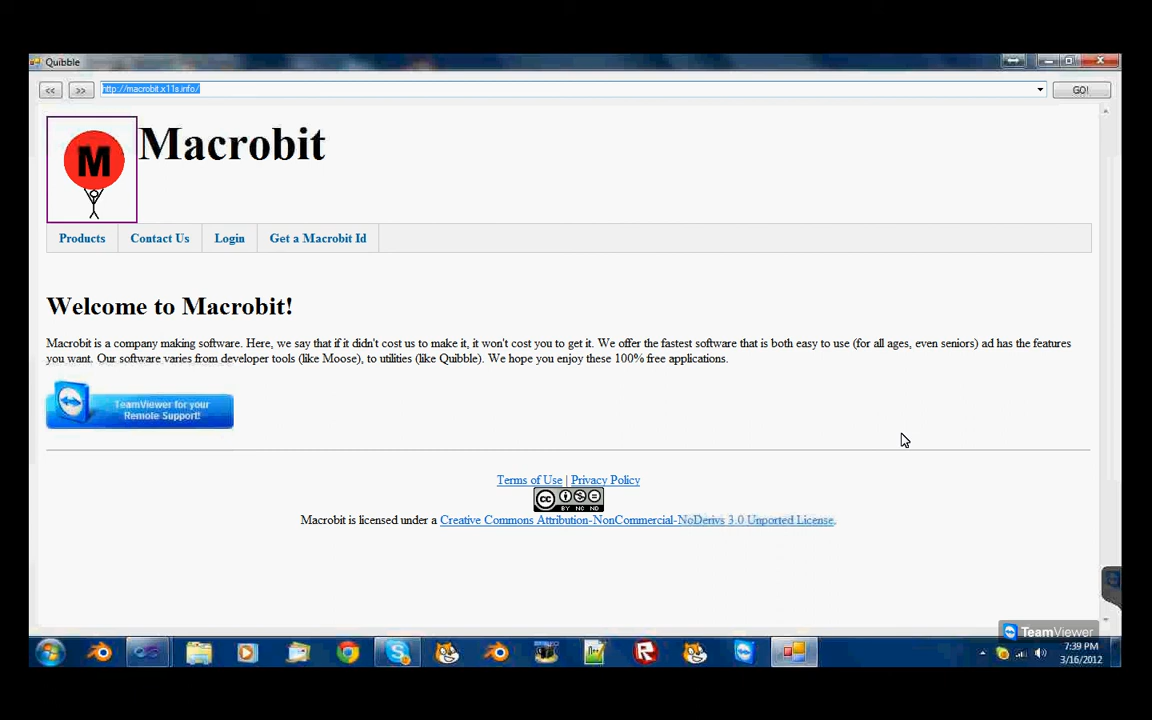 Quibble
<< >> http://macrobit.x11s.info/ GO!
M
Macrobit
Products Contact Us Login Get a Macrobit Id
Welcome to Macrobit!
Macrobit is a company making software. Here, we say that if it didn't cost us to make it, it won't cost you to get it. We offer the fastest software that is both easy to use (for all ages, even seniors) ad has the features
you want. Our software varies from developer tools (like Moose), to utilities (like Quibble). We hope you enjoy these 100% free applications.
TeamViewer for your
Remote Support!
Terms of Use | Privacy Policy
cc
BY NC ND
Macrobit is licensed under a Creative Commons Attribution-NonCommercial-NoDerivs 3.0 Unported License.
TeamViewer
7:39 PM
3/16/2012